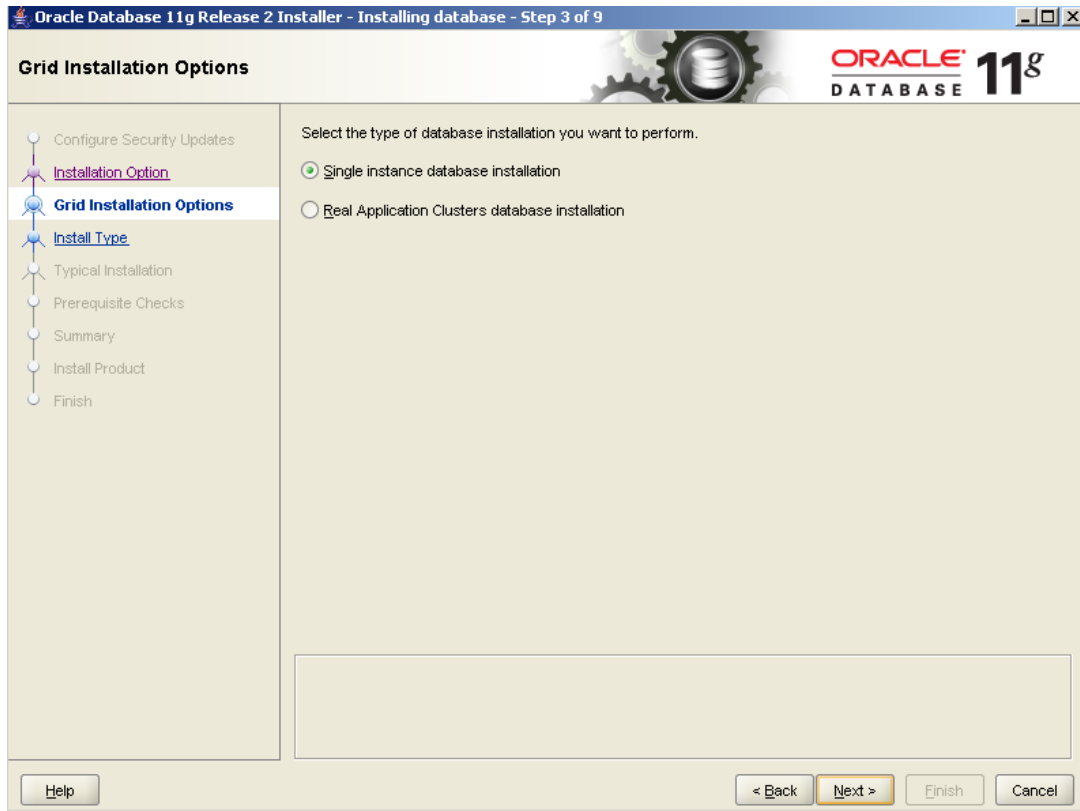 Oracle Database 11g Release 2 Installer - Installing database - Step 3 of 9
Grid Installation Options
ORACLE
DATABASE
11g
Configure Security Updates
Installation Option
Grid Installation Options
Install Type
Typical Installation
Prerequisite Checks
Summary
Install Product
Finish
Select the type of database installation you want to perform.
Single instance database installation
Real Application Clusters database installation
Help
< Back
Next >
Finish
Cancel